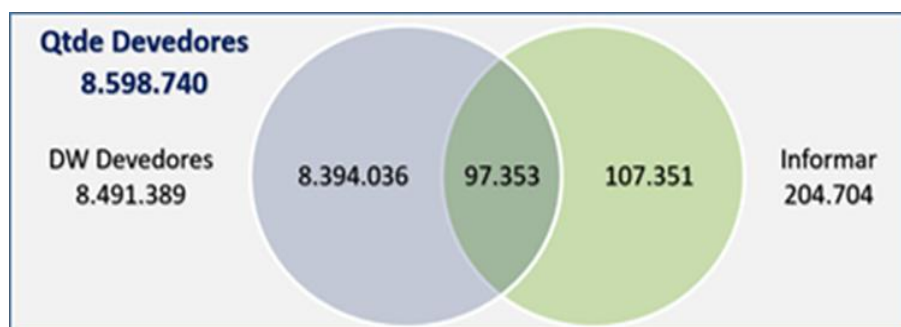 Qtde Devedores
8.598.740
DW Devedores
8.491.389
8.394.036
97.353
107.351
Informar
204.704